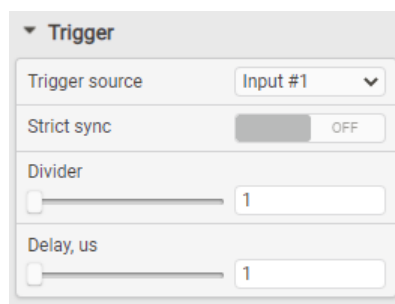 Trigger
Trigger source Input #1
Strict sync OFF
Divider
1
Delay, us
1